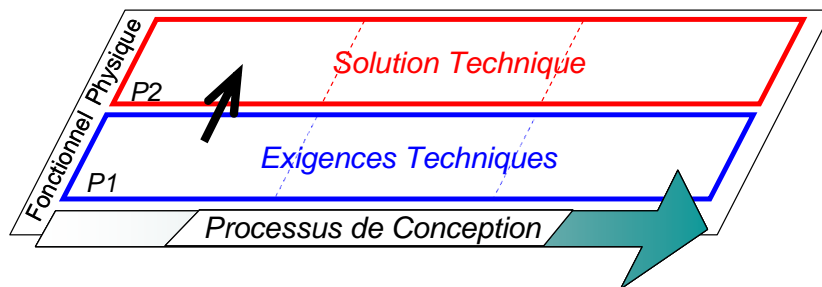 Physique
Solution Technique
P2
Fonctionnel
Exigences Techniques
P1
Processus de Conception